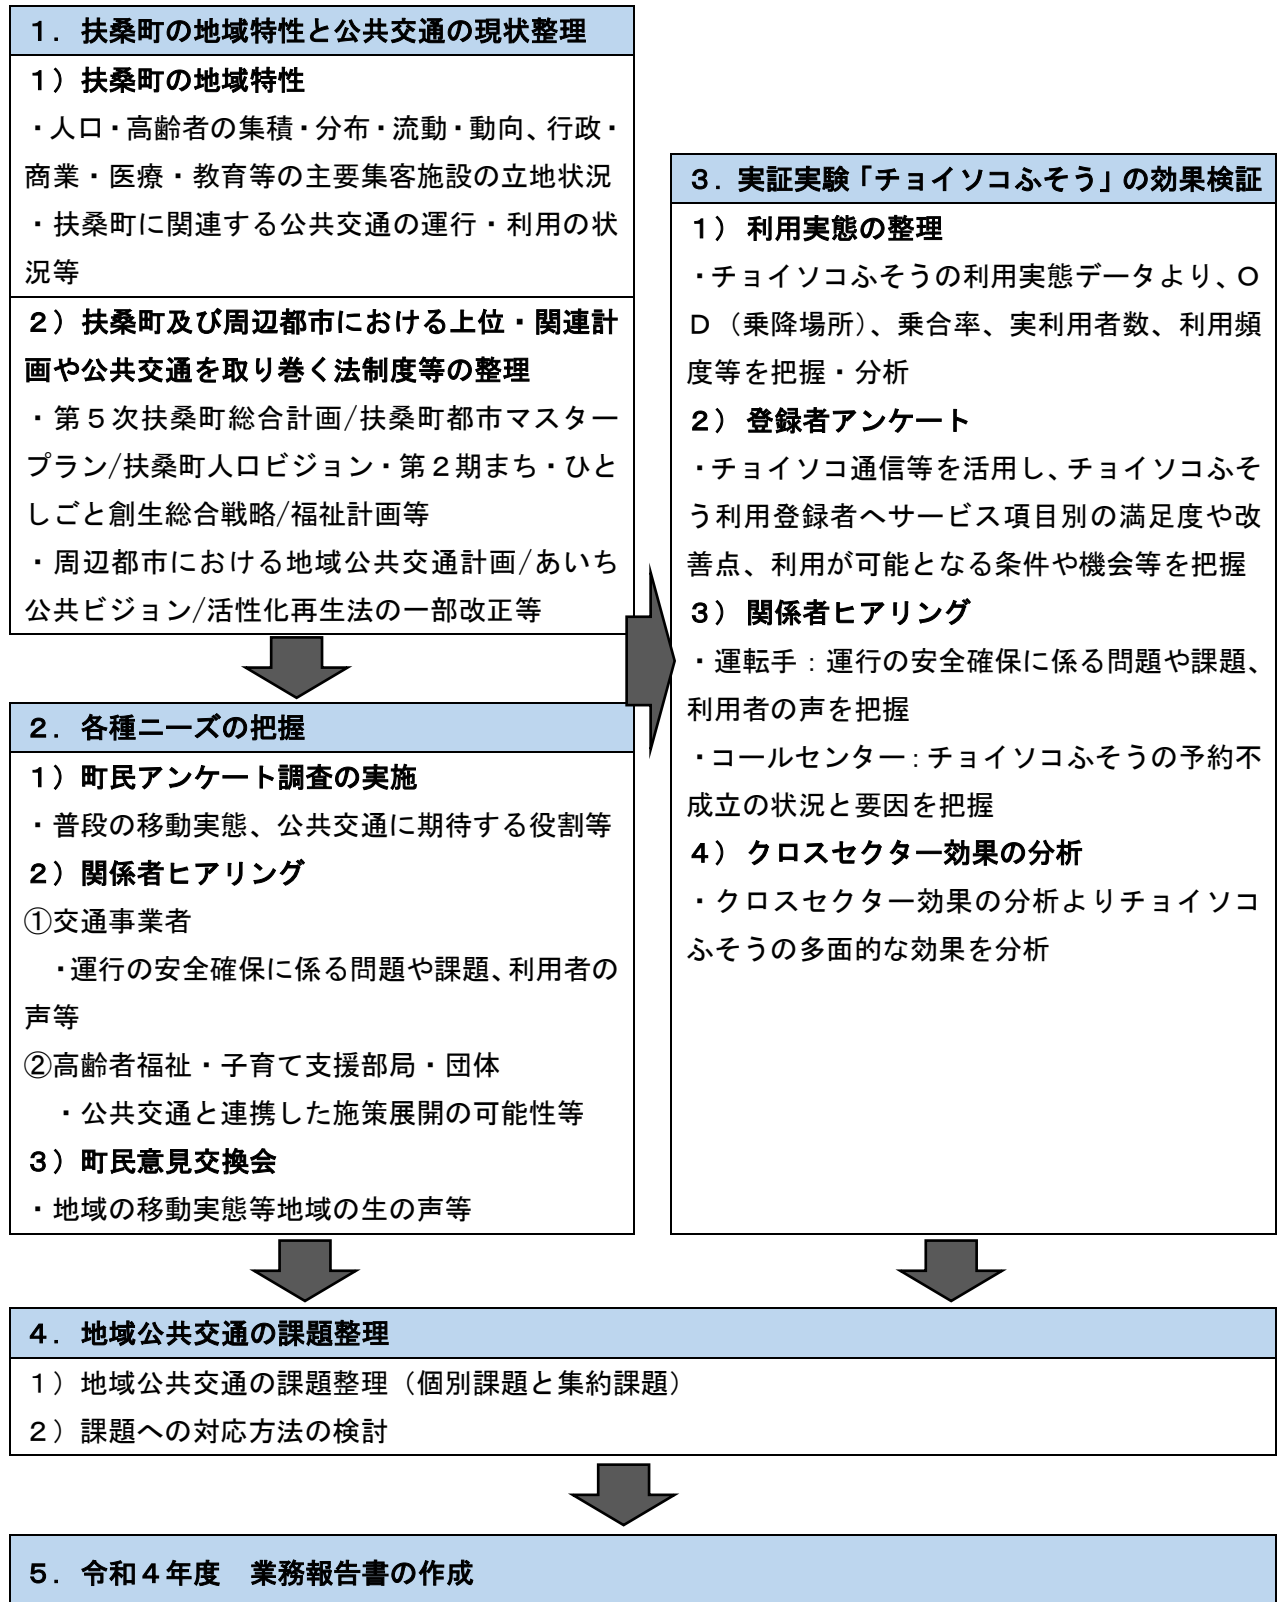 １．扶桑町の地域特性と公共交通の現状整理
１）扶桑町の地域特性
・人口・高齢者の集積・分布・流動・動向、行政・
商業・医療・教育等の主要集客施設の立地状況
・扶桑町に関連する公共交通の運行・利用の状
況等
２）扶桑町及び周辺都市における上位・関連計
画や公共交通を取り巻く法制度等の整理
・第５次扶桑町総合計画/扶桑町都市マスター
プラン/扶桑町人口ビジョン・第２期まち・ひと
しごと創生総合戦略/福祉計画等
・周辺都市における地域公共交通計画/あいち
公共ビジョン/活性化再生法の一部改正等
２．各種ニーズの把握
１）町民アンケート調査の実施
・普段の移動実態、公共交通に期待する役割等
２）関係者ヒアリング
①交通事業者
・運行の安全確保に係る問題や課題、利用者の
声等
②高齢者福祉・子育て支援部局・団体
・公共交通と連携した施策展開の可能性等
３）町民意見交換会
・地域の移動実態等地域の生の声等
３．実証実験「チョイソコふそう」の効果検証
１） 利用実態の整理
・チョイソコふそうの利用実態データより、Ｏ
Ｄ（乗降場所）、乗合率、実利用者数、利用頻
度等を把握・分析
２） 登録者アンケート
・チョイソコ通信等を活用し、チョイソコふそ
う利用登録者へサービス項目別の満足度や改
善点、利用が可能となる条件や機会等を把握
３） 関係者ヒアリング
・運転手：運行の安全確保に係る問題や課題、
利用者の声を把握
・コールセンター：チョイソコふそうの予約不
成立の状況と要因を把握
４） クロスセクター効果の分析
・クロスセクター効果の分析よりチョイソコ
ふそうの多面的な効果を分析
４．地域公共交通の課題整理
１）地域公共交通の課題整理（個別課題と集約課題）
２）課題への対応方法の検討
５．令和４年度　業務報告書の作成